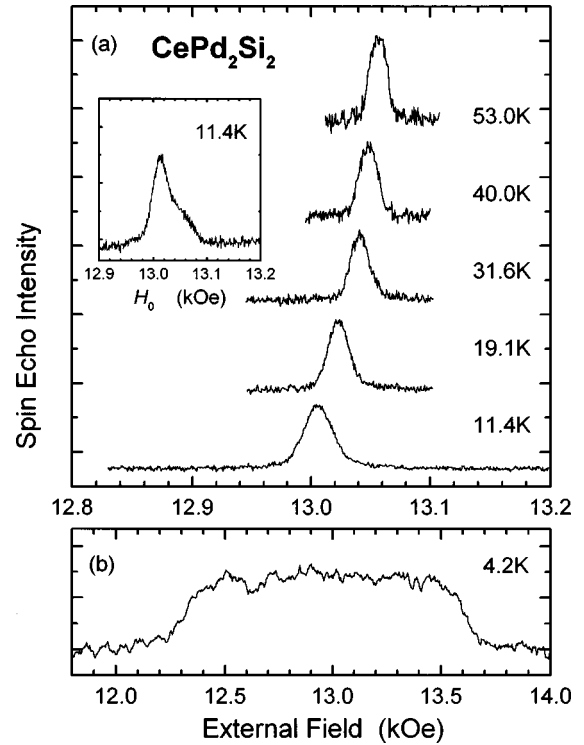 (a) CePd₂Si₂
53.0K
11.4K
40.0K
12.9 13.0 13.1 13.2
H₀ (kOe)
31.6K
19.1K
11.4K
Spin Echo Intensity
12.8 12.9 13.0 13.1 13.2
(b) 4.2K
12.0 12.5 13.0 13.5 14.0
External Field (kOe)